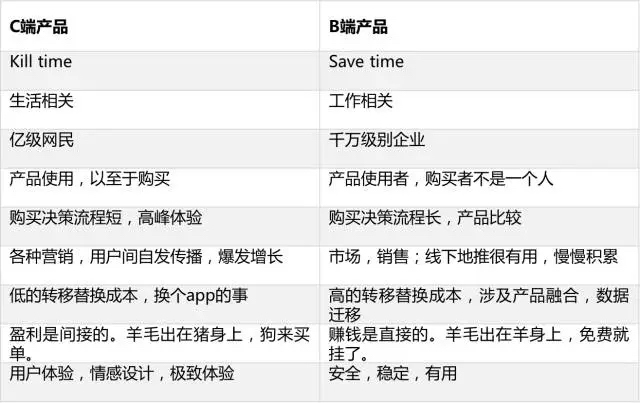 C端产品
B端产品
Kill time
Save time
生活相关
工作相关
亿级网民
千万级别企业
产品使用，以至于购买
产品使用者，购买者不是一个人
购买决策流程短，高峰体验
购买决策流程长，产品比较
各种营销，用户间自发传播，爆发增长
市场，销售；线下地推很有用，慢慢积累
低的转移替换成本，换个app的事
高的转移替换成本，涉及产品融合，数据
迁移
盈利是间接的。羊毛出在猪身上，狗来买
单。
赚钱是直接的。羊毛出在羊身上，免费就
挂了。
用户体验，情感设计，极致体验
安全，稳定，有用